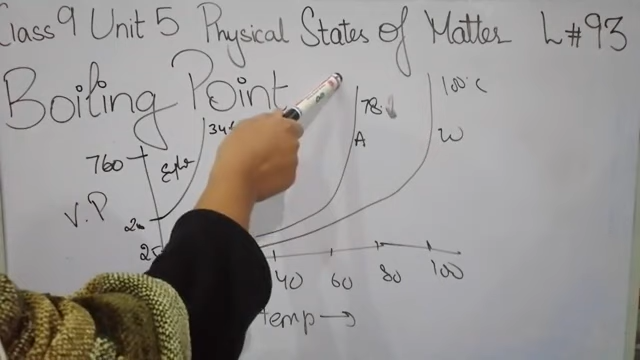 Class 9 Unit 5 Physical States of Matter L#93
Boiling Point
100°C
78
34
A
W
760
V.P
40 60 80 100
temp →